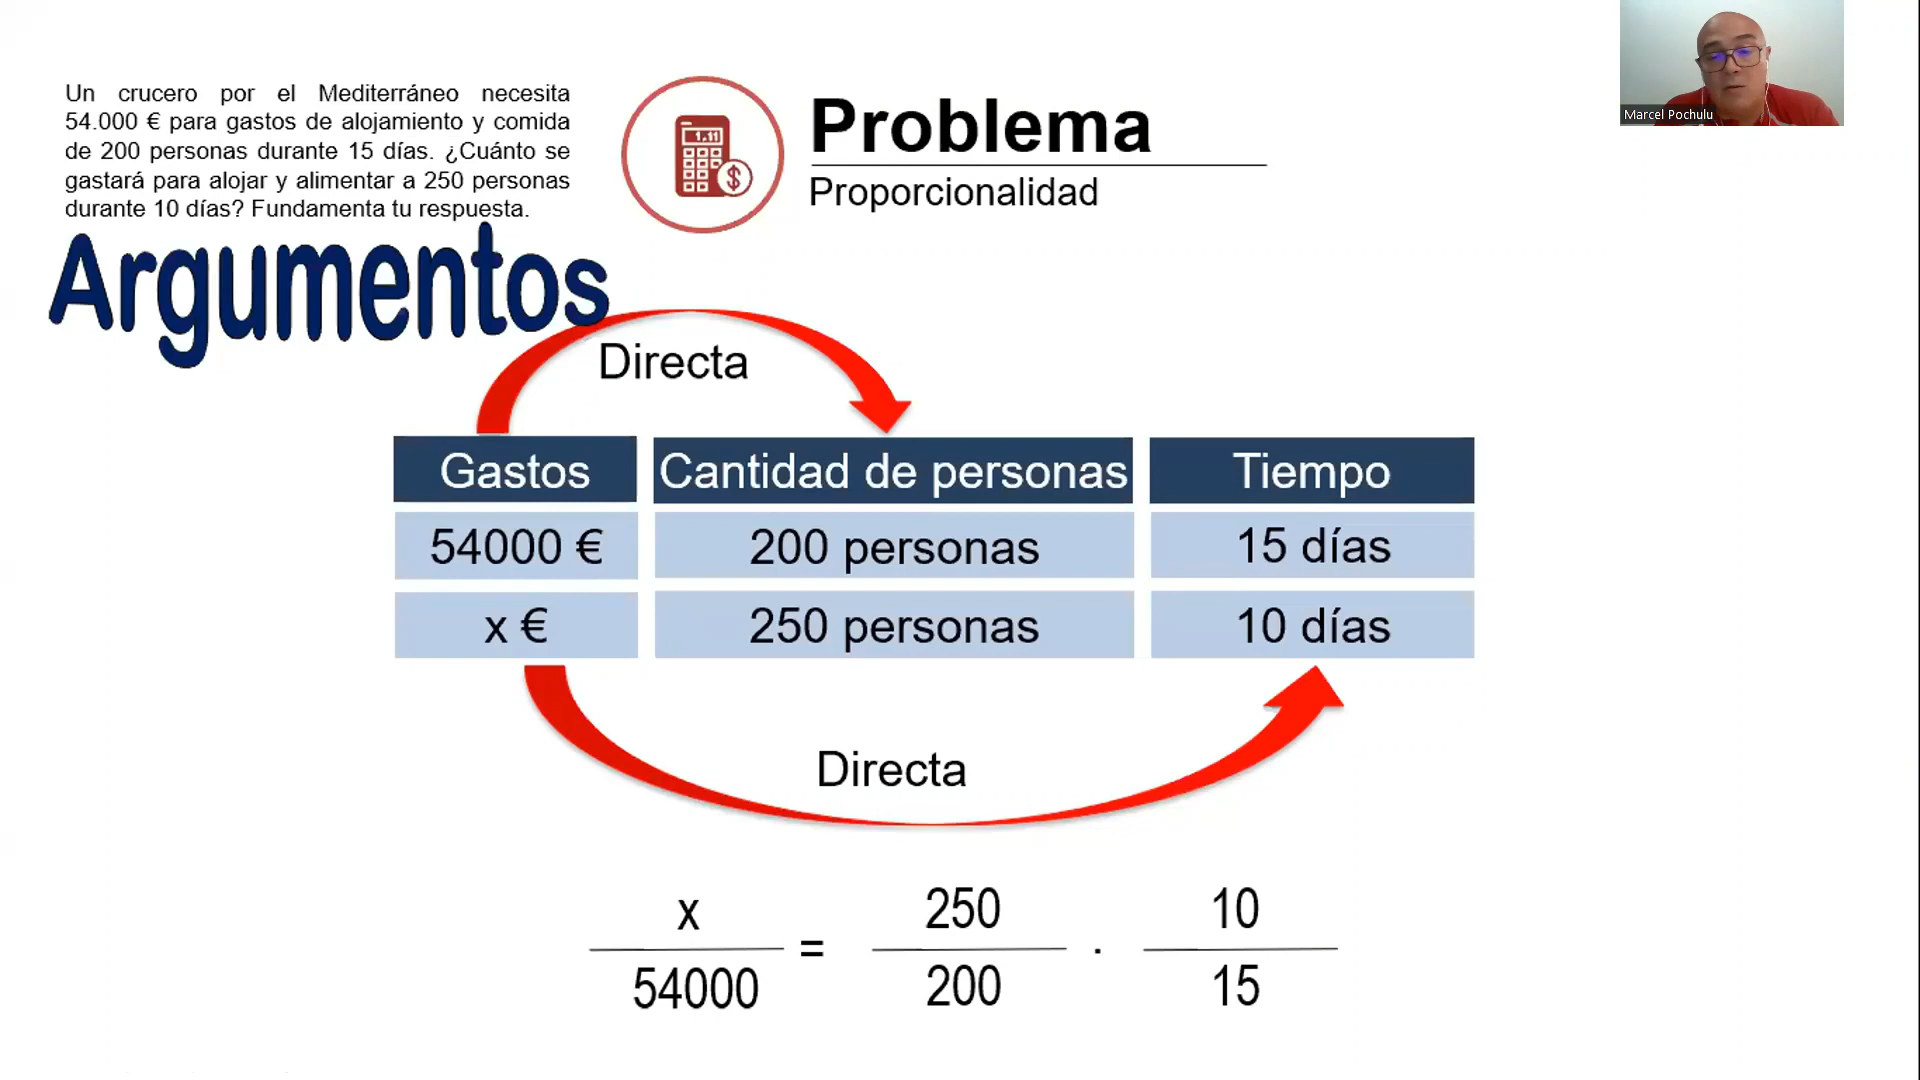 Un crucero por el Mediterráneo necesita
54.000 € para gastos de alojamiento y comida
de 200 personas durante 15 días. ¿Cuánto se
gastará para alojar y alimentar a 250 personas
durante 10 días? Fundamenta tu respuesta.
1.11
$
Problema
Proporcionalidad
Marcel Pochulu
Argumentos
Directa
Gastos Cantidad de personas Tiempo
54000 € 200 personas 15 días
x € 250 personas 10 días
Directa
x 250 10
= .
54000 200 15